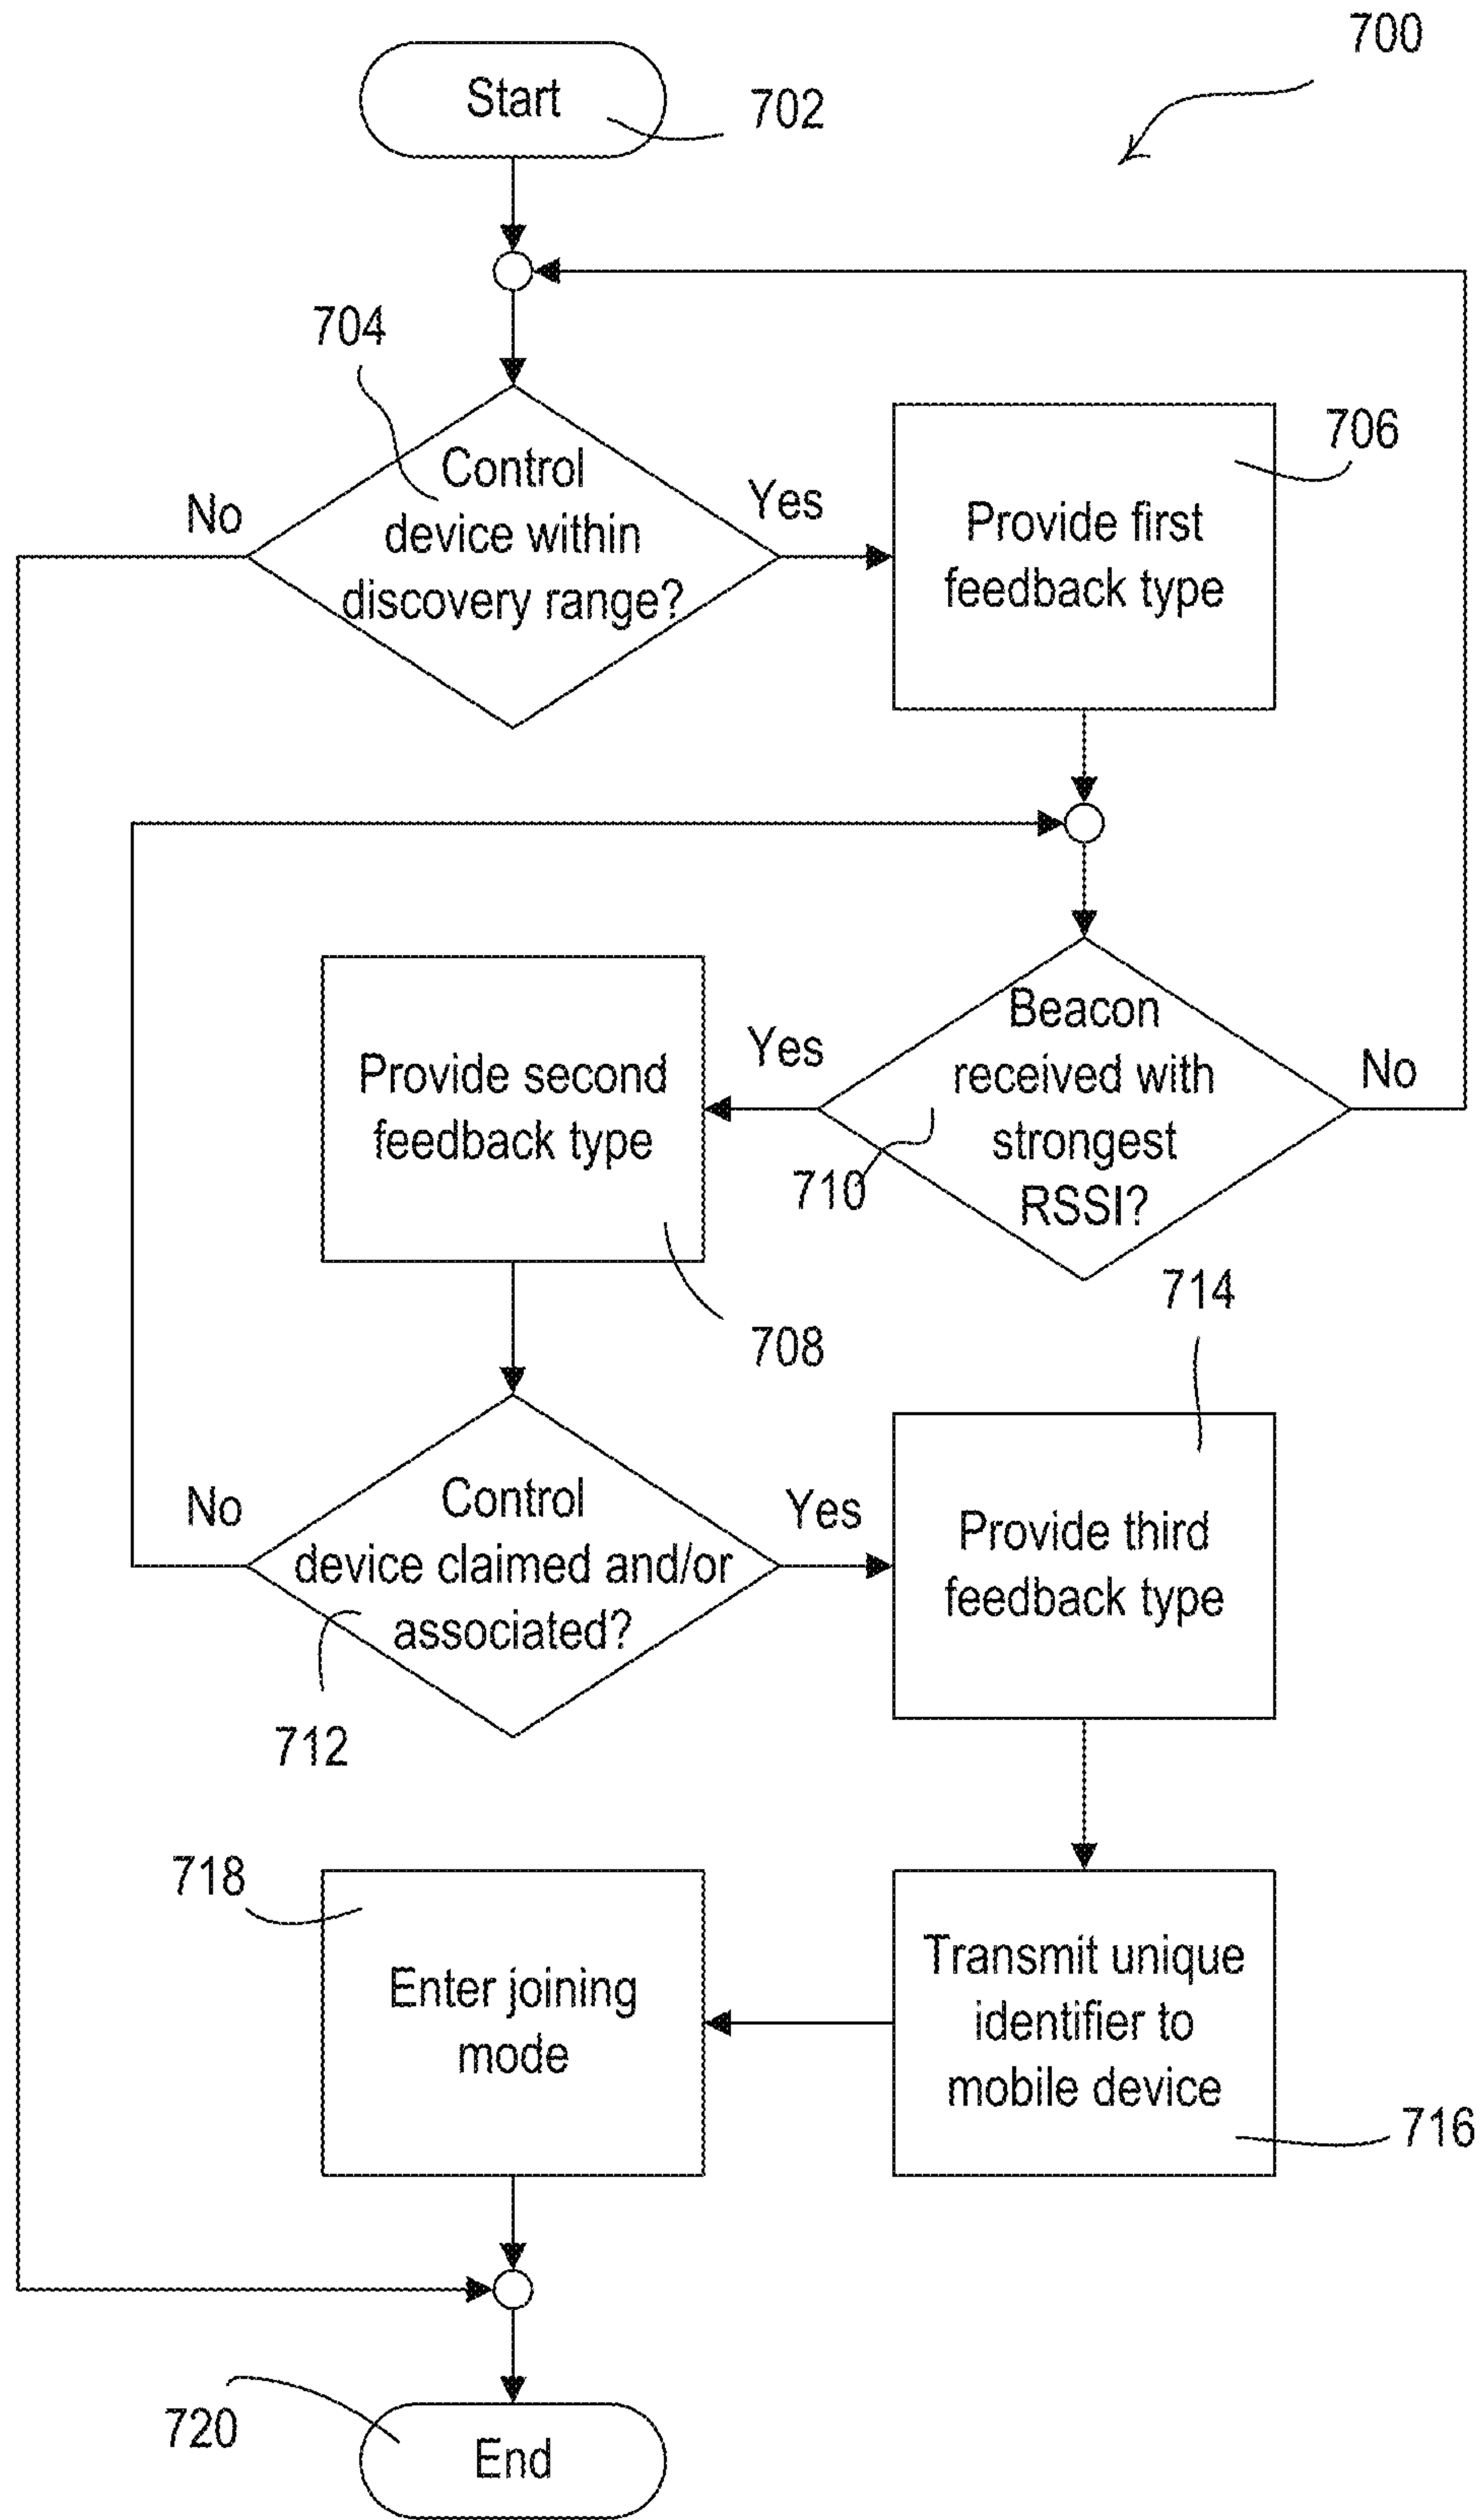 700
Start
702
704
Control
device within
discovery range?
No
Yes
706
Provide first
feedback type
Beacon
received with
strongest
RSSI?
Yes
No
710
Provide second
feedback type
708
714
Control
device claimed and/or
associated?
No
Yes
712
Provide third
feedback type
718
Enter joining
mode
Transmit unique
identifier to
mobile device
716
720
End